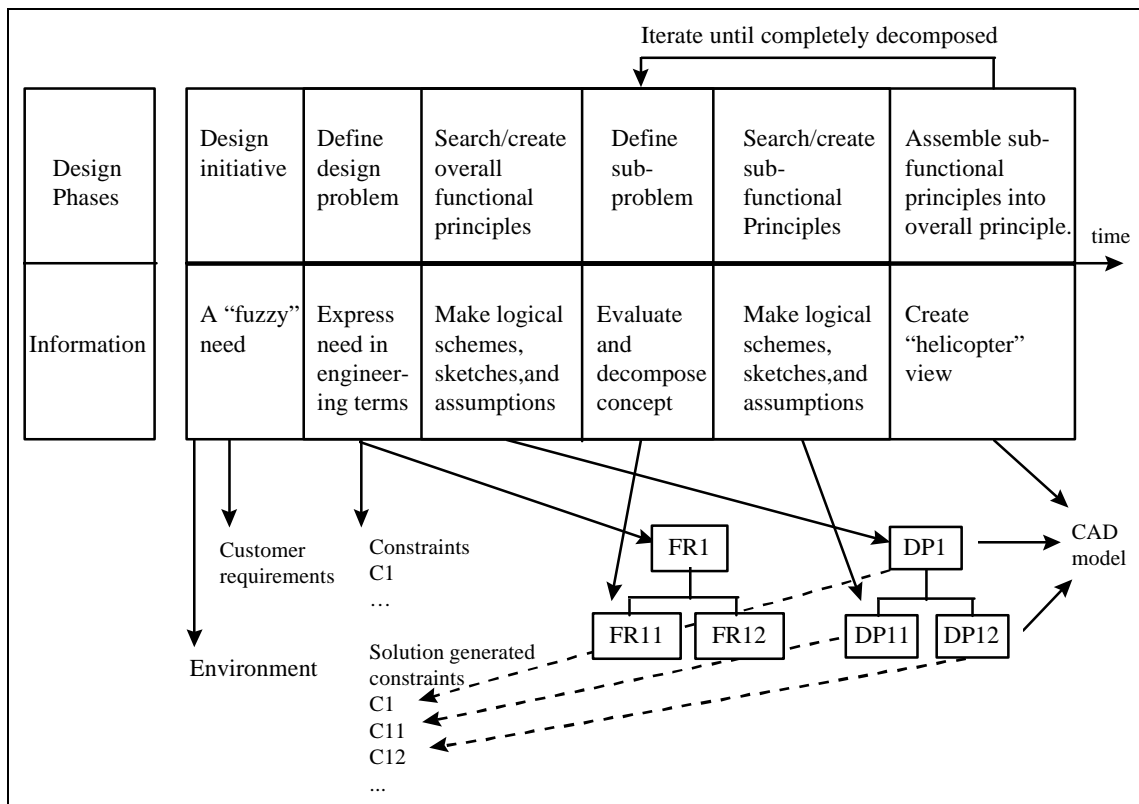 Iterate until completely decomposed
Design
Phases
Design
initiative
Define
design
problem
Search/create
overall
functional
principles
Define
sub-
problem
Search/create
sub-
functional
Principles
Assemble sub-
functional
principles into
overall principle.
time
Information
A “fuzzy”
need
Express
need in
engineer-
ing terms
Make logical
schemes,
sketches,and
assumptions
Evaluate
and
decompose
concept
Make logical
schemes,
sketches,and
assumptions
Create
“helicopter”
view
Customer
requirements
Constraints
C1
...
FR1
DP1
CAD
model
FR11
FR12
DP11
DP12
Environment
Solution generated
constraints
C1
C11
C12
...